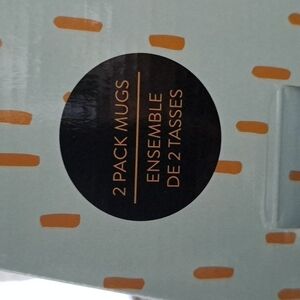 2 PACK MUGS
ENSEMBLE
DE 2 TASSES